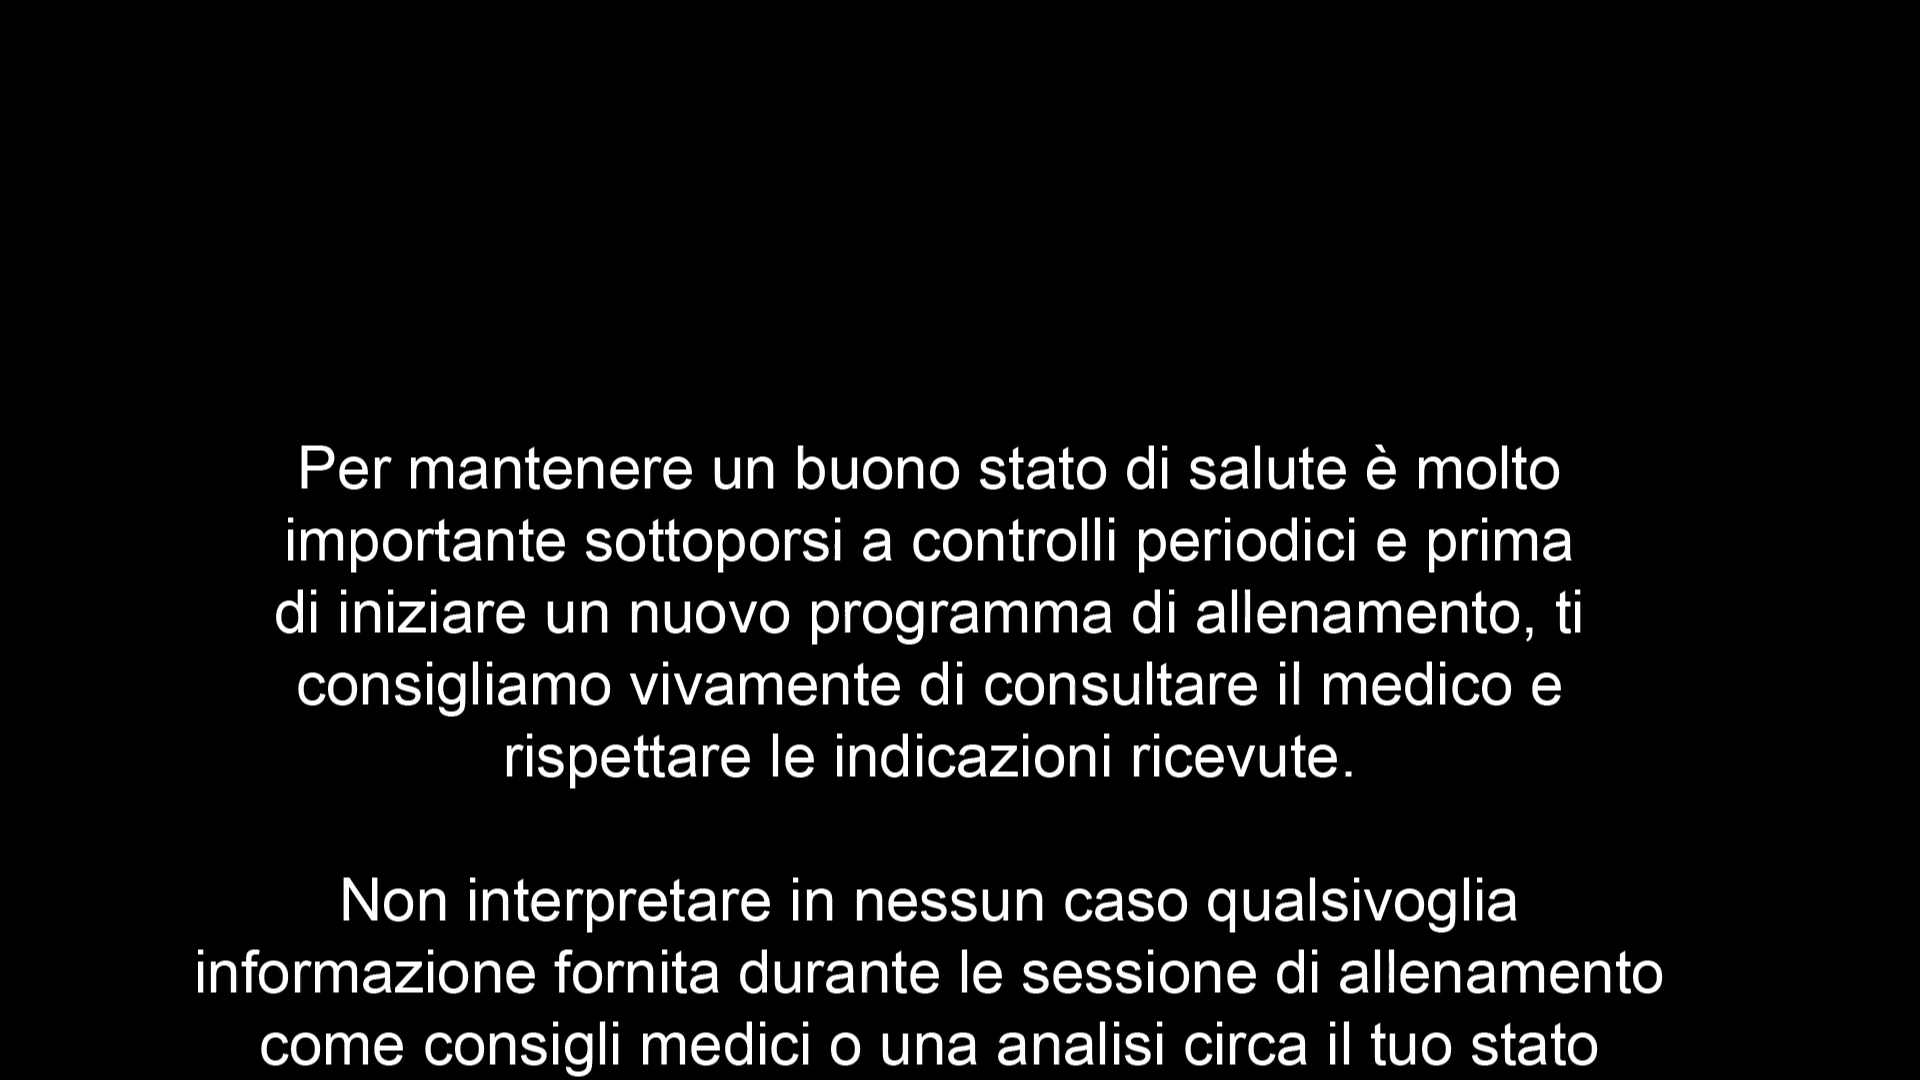 Per mantenere un buono stato di salute è molto
importante sottoporsi a controlli periodici e prima
di iniziare un nuovo programma di allenamento, ti
consigliamo vivamente di consultare il medico e
rispettare le indicazioni ricevute.
Non interpretare in nessun caso qualsivoglia
informazione fornita durante le sessione di allenamento
come consigli medici o una analisi circa il tuo stato